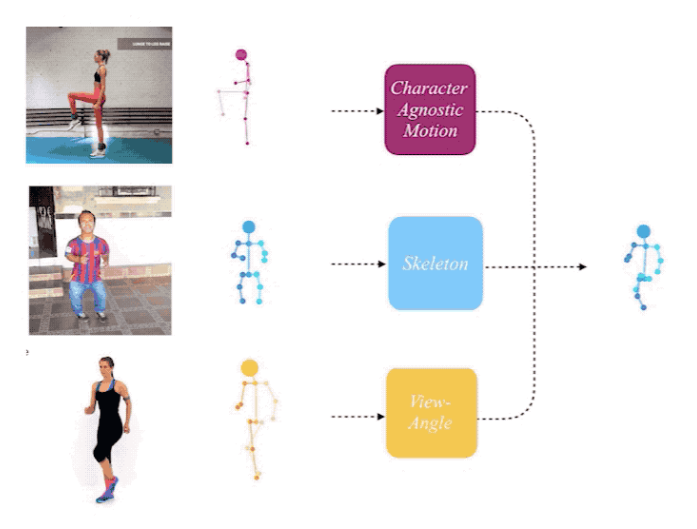 Character
Agnostic
Motion
Skeleton
e
View-
Angle